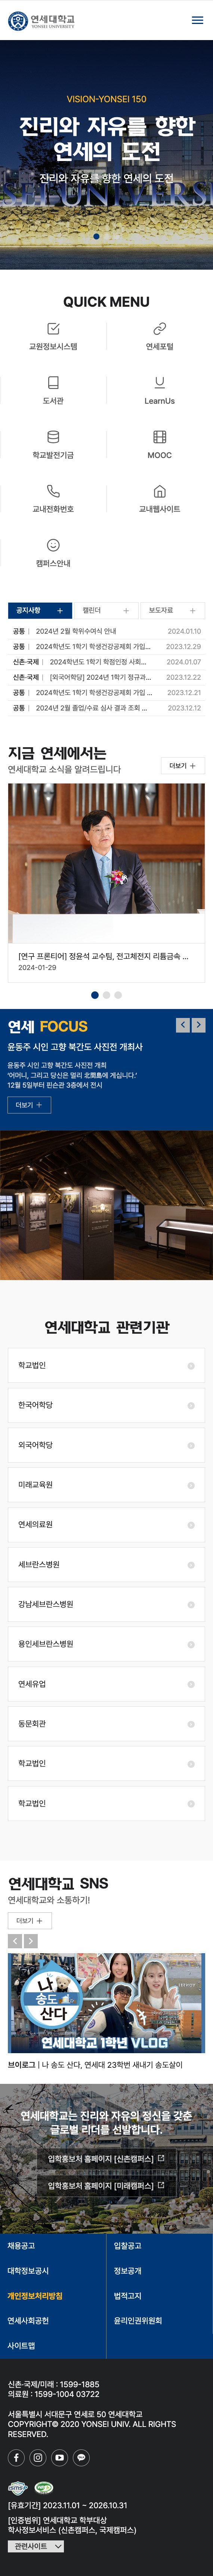 연세대학교
YONSEI UNIVERSITY
VISION-YONSEI 150
진리와 자유를 향한
연세의 도전
진리와 자유를 향한 연세의 도전
QUICK MENU
교원정보시스템
연세포탈
도서관
LearnUs
학교발전기금
MOOC
교내전화번호
교내웹사이트
캠퍼스안내
공지사항 +
캘린더 +
보도자료 +
공통 | 2024년 2월 학위수여식 안내 2024.01.10
공통 | 2024학년도 1학기 학생건강공제회 가입... 2023.12.29
신촌·국제 | 2024학년도 1학기 학점인정 사회... 2024.01.07
신촌·국제 | [외국어학당] 2024년 1학기 정규과... 2023.12.22
공통 | 2024학년도 1학기 학생건강공제회 가입 ... 2023.12.21
공통 | 2024년 2월 졸업/수료 심사 결과 조회 ... 2023.12.12
지금 연세에서는
연세대학교 소식을 알려드립니다
더보기 +
[연구 프론티어] 정윤석 교수팀, 전고체전지 리튬금속 ...
2024-01-29
연세 FOCUS
윤동주 시인 고향 북간도 사진전 개최사
윤동주 시인 고향 북간도 사진전 개최
‘어머니, 그리고 당신은 멀리 北間島에 계십니다.’
12월 5일부터 핀슨관 3층에서 전시
더보기 +
연세대학교 관련기관
학교법인
한국어학당
외국어학당
미래교육원
연세의료원
세브란스병원
강남세브란스병원
용인세브란스병원
연세유업
동문회관
학교법인
학교법인
연세대학교 SNS
연세대학교와 소통하기!
더보기 +
나는
송도에
산다
연세대학교 1학년 VLOG
브이로그 | 나 송도 산다, 연세대 23학번 새내기 송도살이
연세대학교는 진리와 자유의 정신을 갖춘
글로벌 리더를 선발합니다.
입학홍보처 홈페이지 [신촌캠퍼스]
입학홍보처 홈페이지 [미래캠퍼스]
채용공고
입찰공고
대학정보공시
정보공개
개인정보처리방침
법적고지
연세사회공헌
윤리인권위원회
사이트맵
신촌·국제/미래 : 1599-1885
의료원 : 1599-1004 03722
서울특별시 서대문구 연세로 50 연세대학교
COPYRIGHT© 2020 YONSEI UNIV. ALL RIGHTS
RESERVED.
[유효기간] 2023.11.01 ~ 2026.10.31
[인증범위] 연세대학교 학부대상
학사정보서비스 (신촌캠퍼스, 국제캠퍼스)
관련사이트